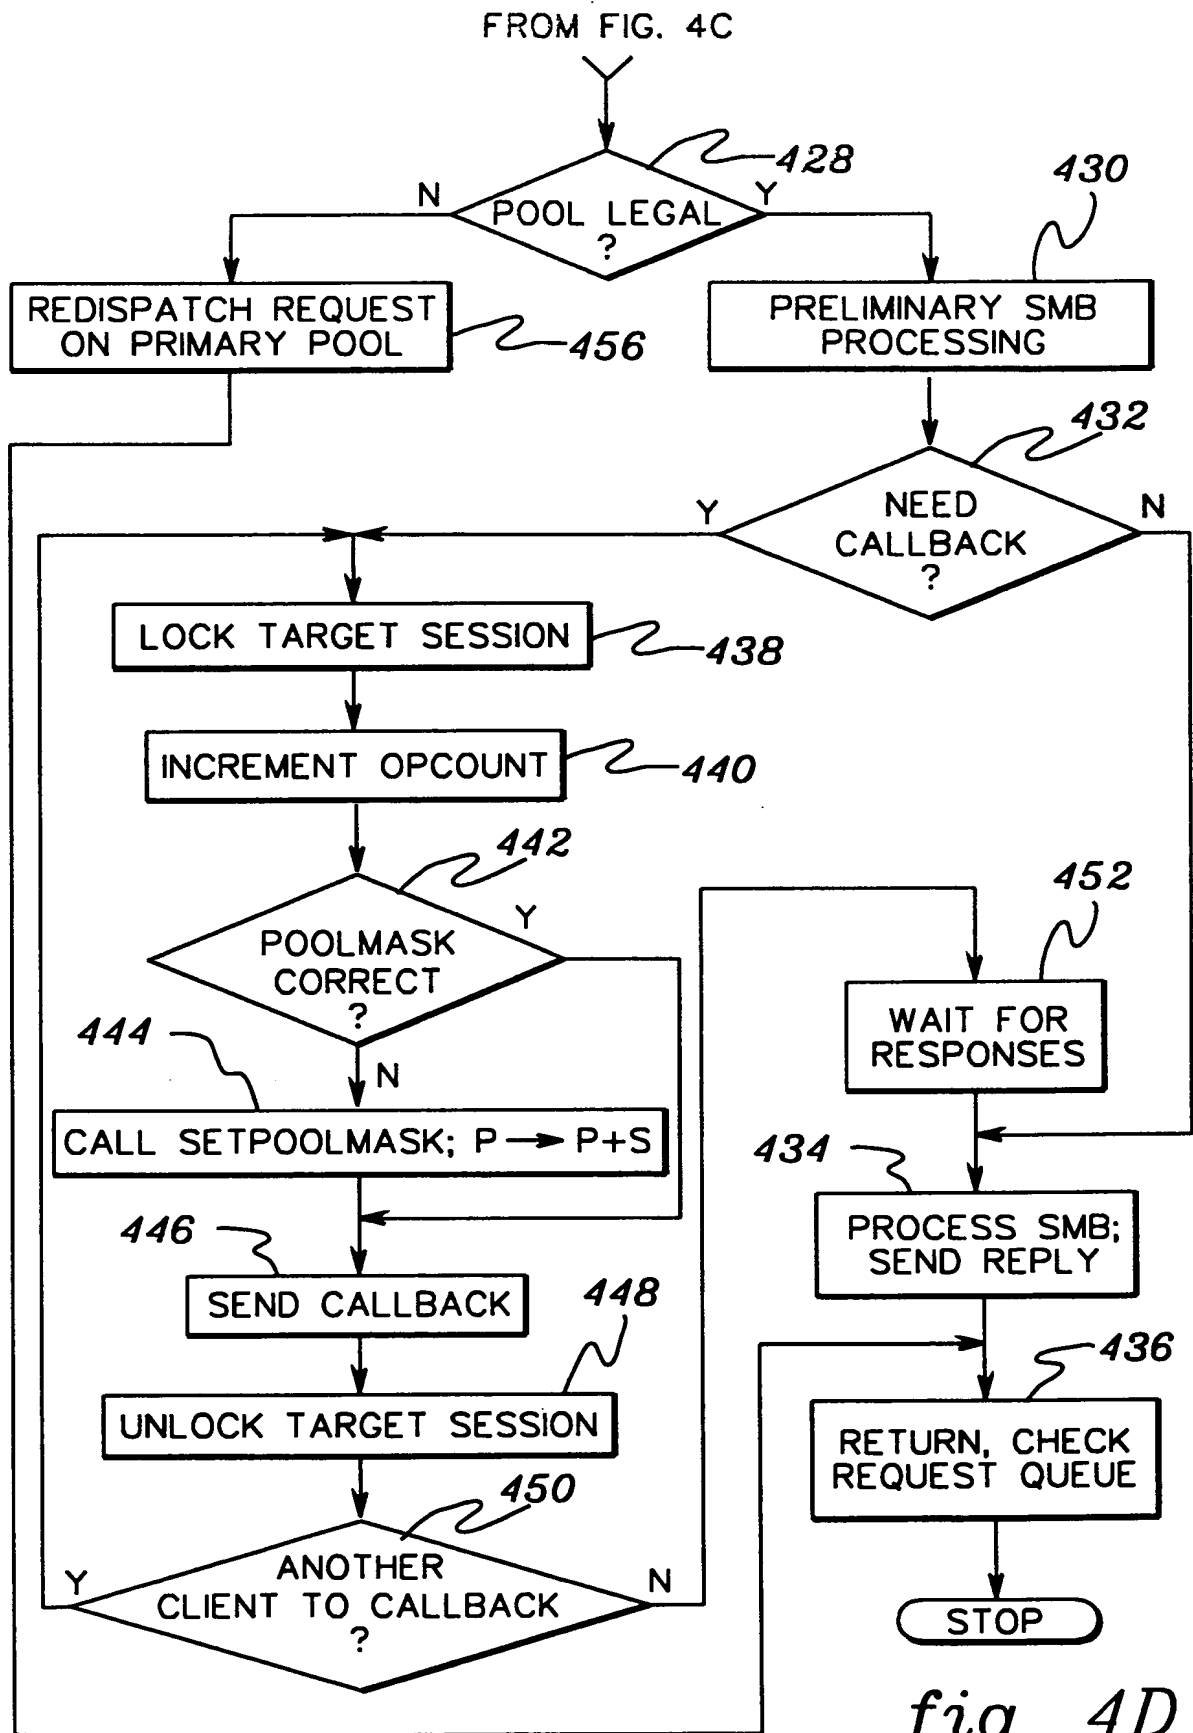 FROM FIG. 4C
428
430
N
Y
POOL LEGAL
?
REDISPATCH REQUEST
ON PRIMARY POOL
456
PRELIMINARY SMB
PROCESSING
432
Y
NEED
CALLBACK
?
N
LOCK TARGET SESSION
438
INCREMENT OPCOUNT
440
442
POOLMASK
CORRECT
?
Y
452
WAIT FOR
RESPONSES
444
N
CALL SETPOOLMASK; P → P+S
434
PROCESS SMB;
SEND REPLY
446
SEND CALLBACK
448
436
UNLOCK TARGET SESSION
RETURN, CHECK
REQUEST QUEUE
450
Y
ANOTHER
CLIENT TO CALLBACK
?
N
STOP
fig. 4D